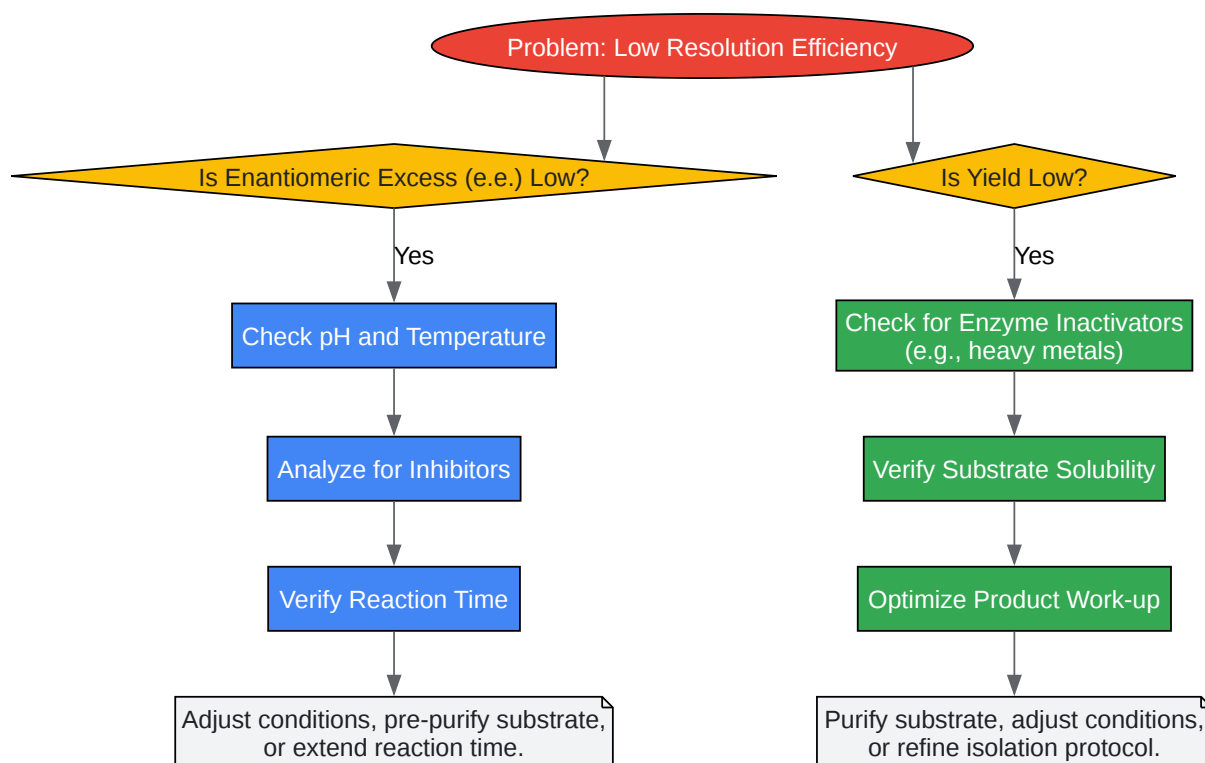 Problem: Low Resolution Efficiency
Is Enantiomeric Excess (e.e.) Low?
Is Yield Low?
Yes
Yes
Check pH and Temperature
Check for Enzyme Inactivators
(e.g., heavy metals)
Analyze for Inhibitors
Verify Substrate Solubility
Verify Reaction Time
Optimize Product Work-up
Adjust conditions, pre-purify substrate,
or extend reaction time.
Purify substrate, adjust conditions,
or refine isolation protocol.